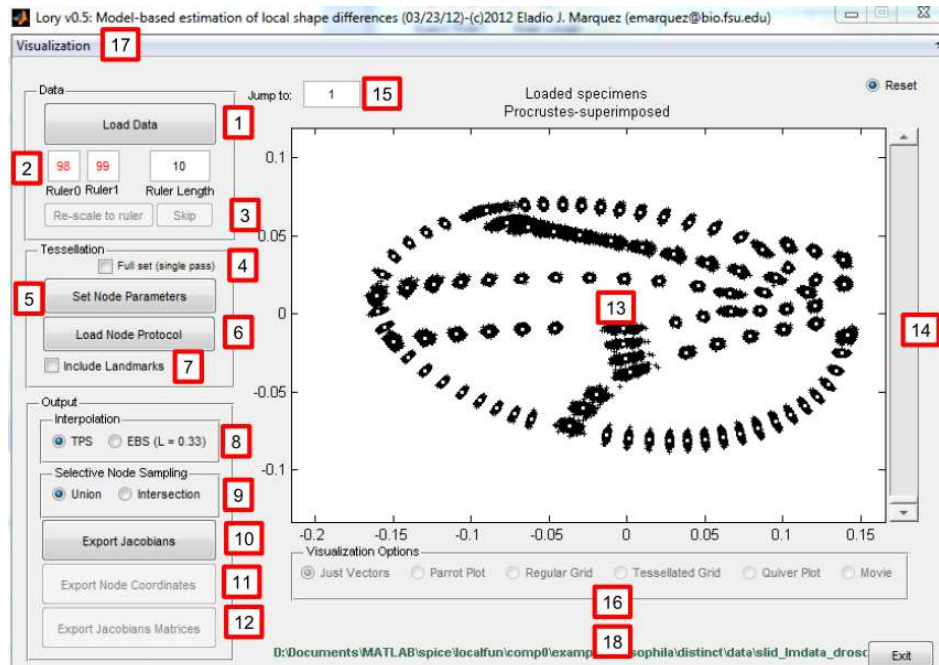 Lory v0.5: Model-based estimation of local shape differences (03/23/12)-(c)2012 Eladio J. Marquez (emarquez@bio.fsu.edu)
Visualization 17
Data
Load Data 1
Jump to: 1 15
Loaded specimens
Procrustes-superimposed
Reset
2 98 99 10
Ruler0 Ruler1 Ruler Length
Re-scale to ruler Skip 3
Tessellation
Full set (single pass) 4
5 Set Node Parameters
Load Node Protocol 6
Include Landmarks 7
Output
Interpolation
TPS EBS (L = 0.33) 8
Selective Node Sampling
Union Intersection 9
Export Jacobians 10
Export Node Coordinates 11
Export Jacobians Matrices 12
0.1
0.05
0
-0.05
-0.1
13
14
-0.2 -0.15 -0.1 -0.05 0 0.05 0.1 0.15
Visualization Options
Just Vectors Parrot Plot Regular Grid Tessellated Grid Quiver Plot Movie
16
18
D:\Documents\MATLAB\spice\localfun\comp0\examp sophila\distinct\data\slid_lmdata_drosc
Exit